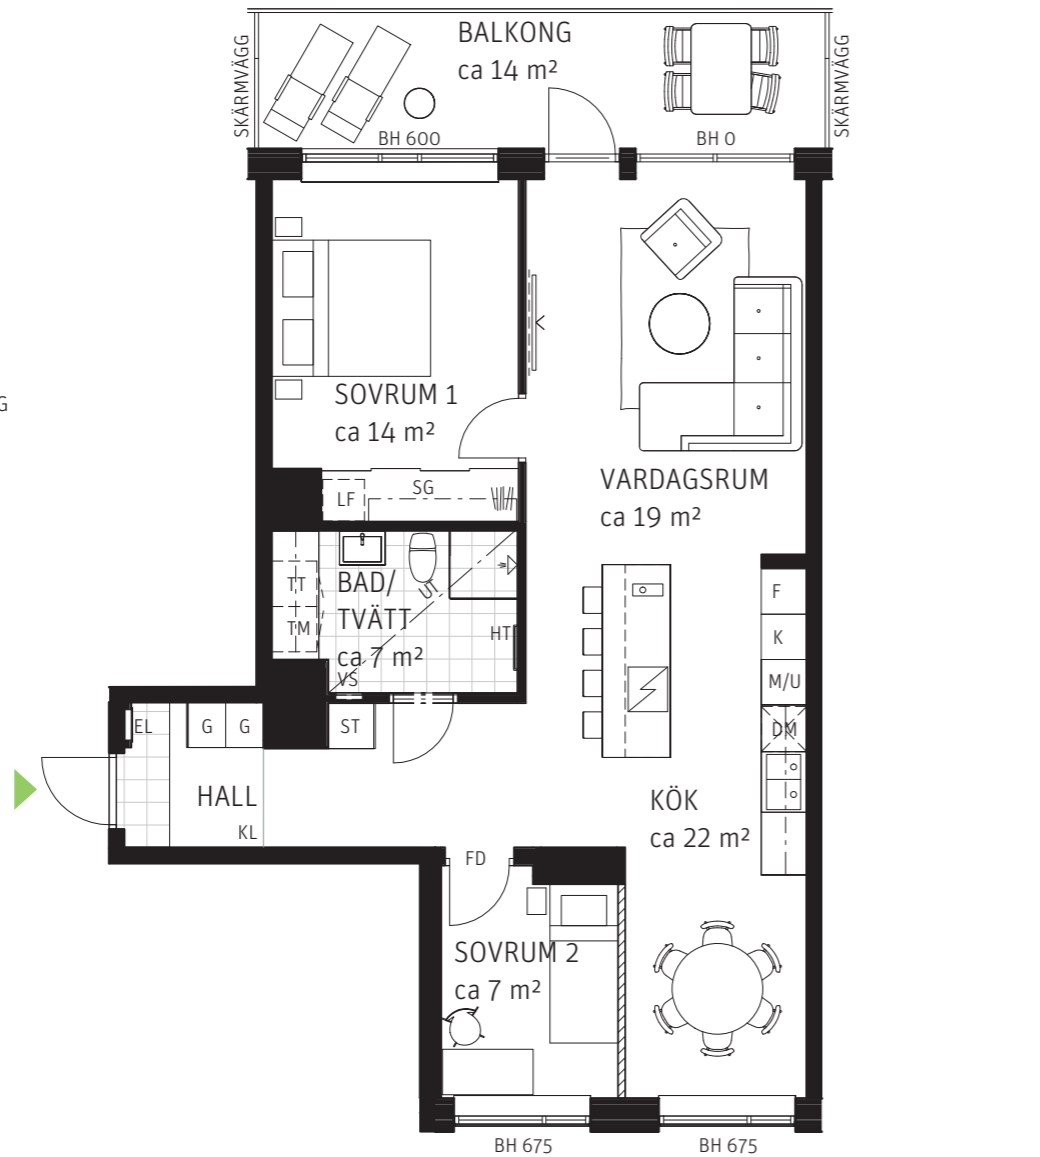 BALKONG
ca 14 m²
SKÄRMVÄGG
SKÄRMVÄGG
BH 600
BH 0
G
SOVRUM 1
ca 14 m²
LF
SG
VARDAGSRUM
ca 19 m²
TT
TM
BAD/
TVÄTT
ca 7 m²
UT
HT
VS
F
K
M/U
DM
EL
G
G
ST
HALL
KL
KÖK
ca 22 m²
FD
SOVRUM 2
ca 7 m²
BH 675
BH 675